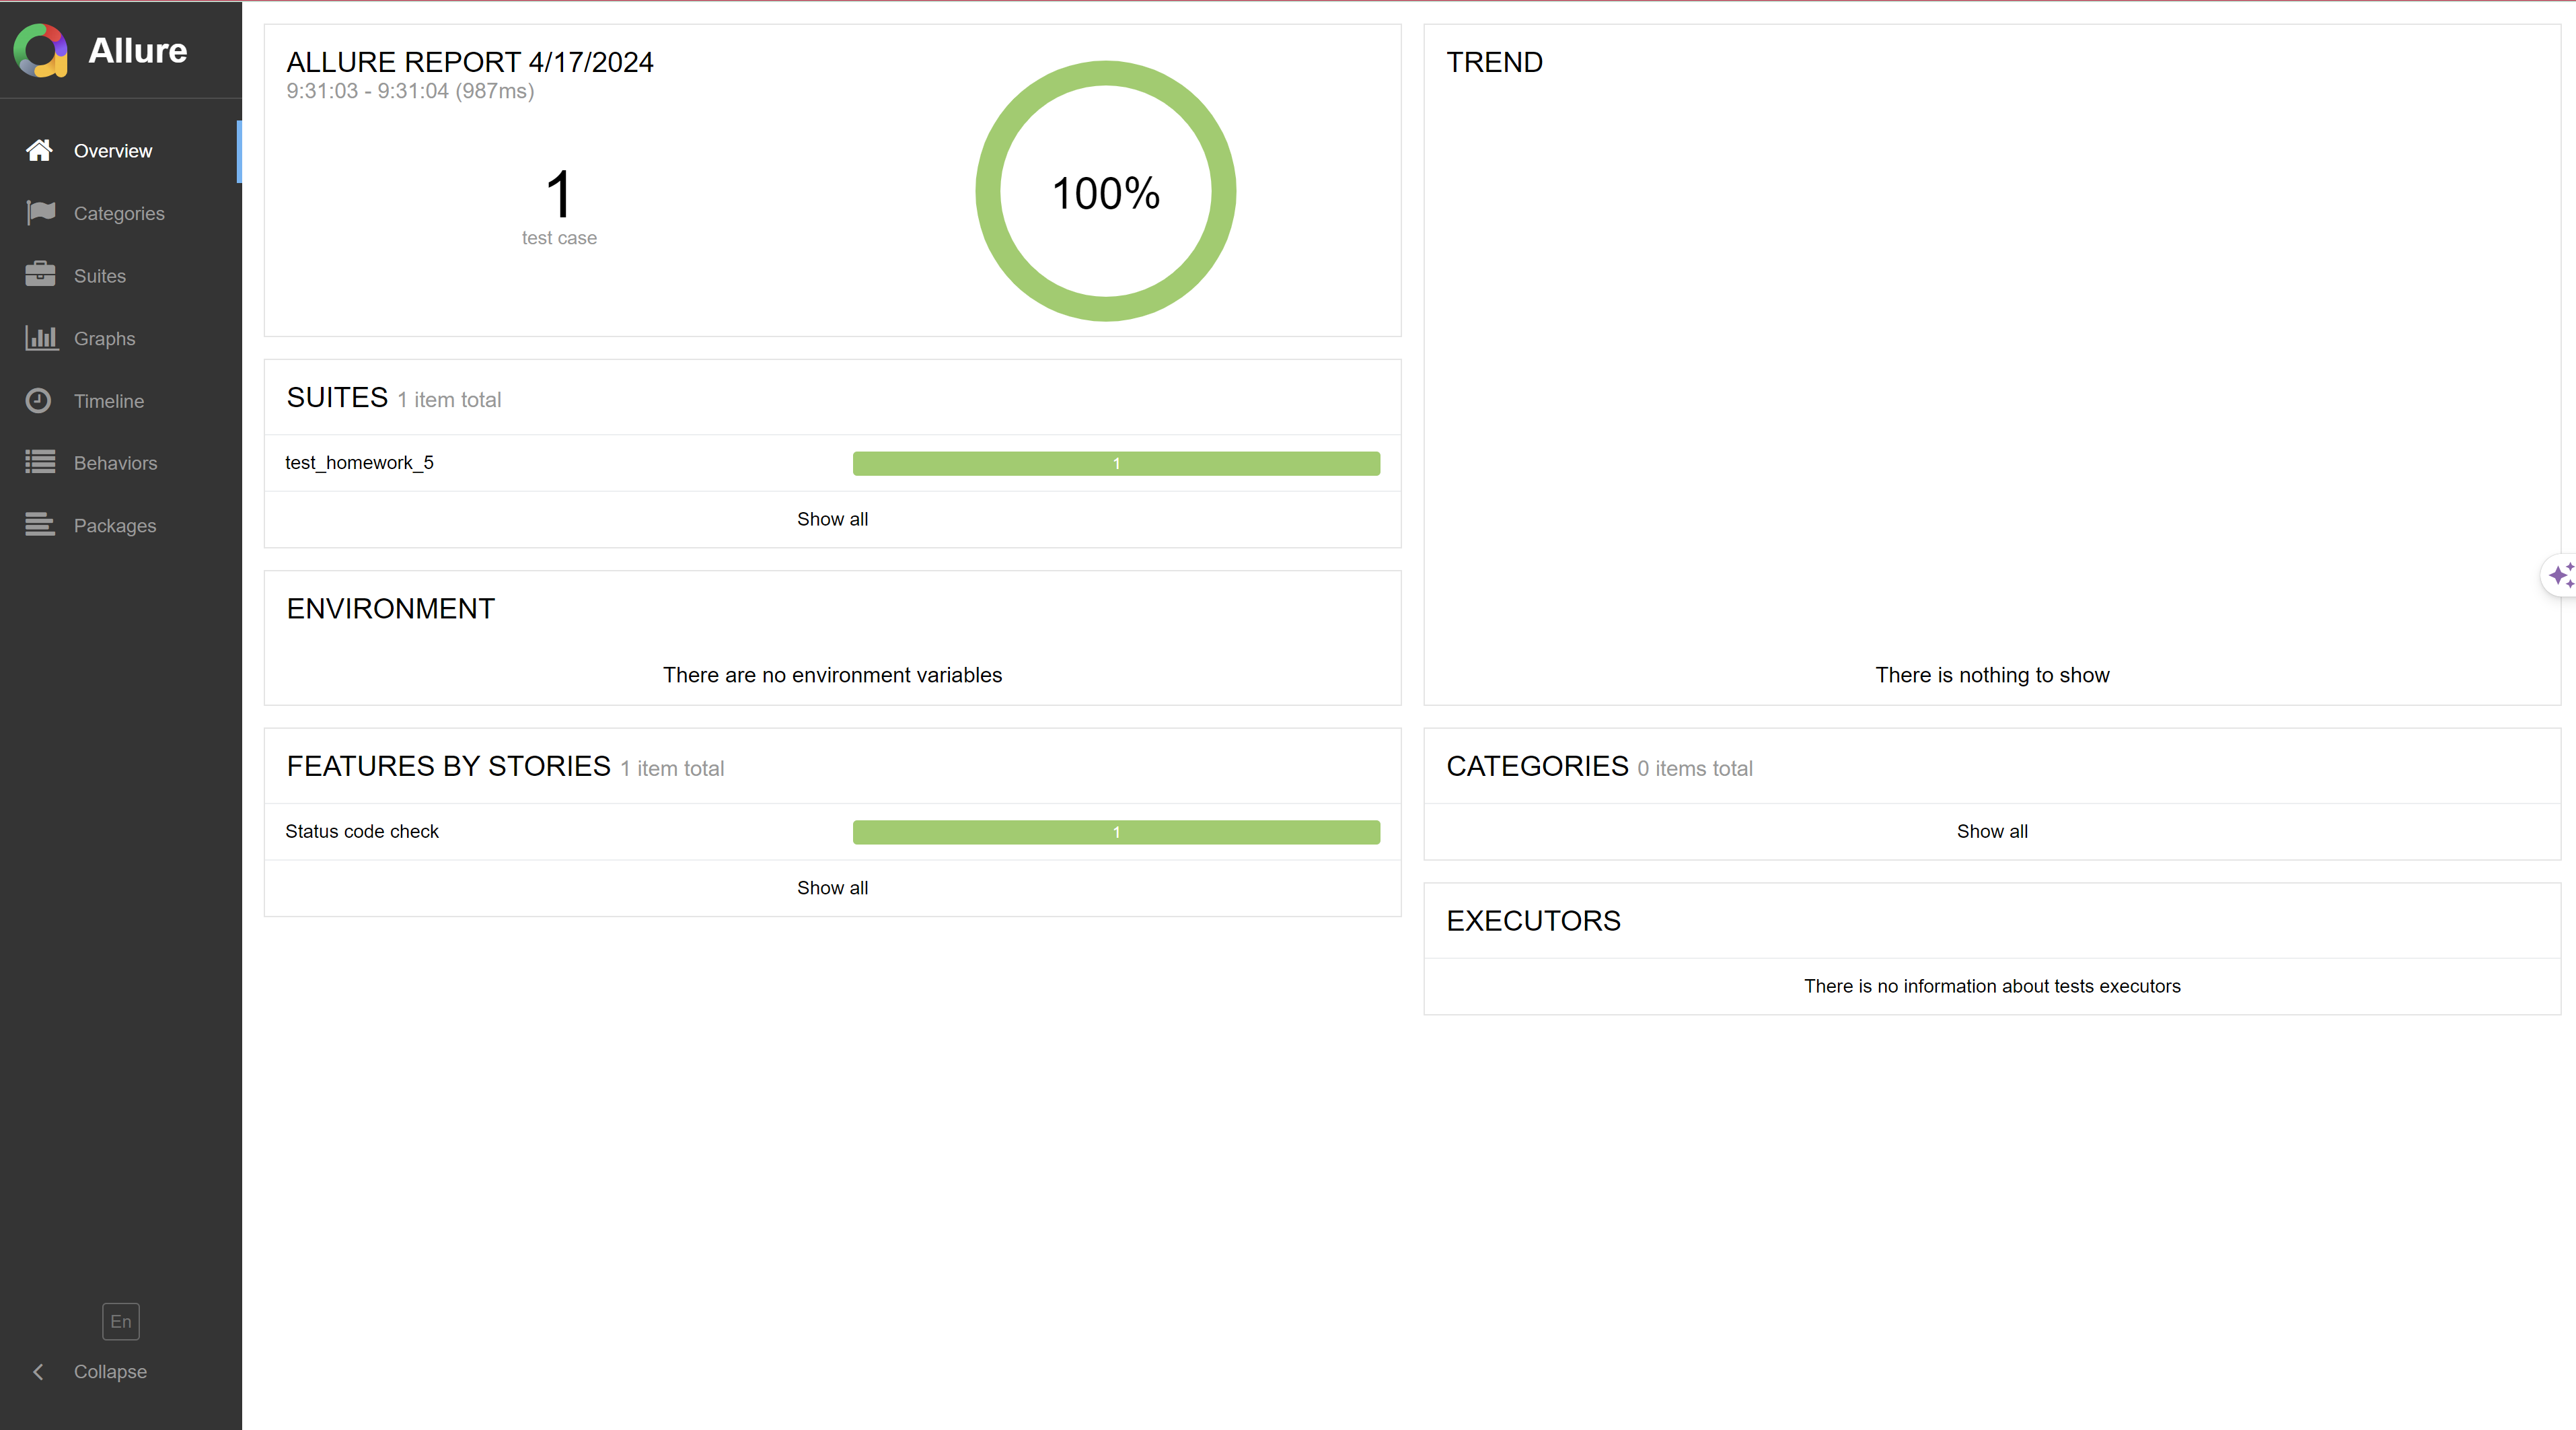 Allure
Overview
Categories
Suites
Graphs
Timeline
Behaviors
Packages
En
Collapse
ALLURE REPORT 4/17/2024
9:31:03 - 9:31:04 (987ms)
1
test case
100%
SUITES 1 item total
test_homework_5 1
Show all
ENVIRONMENT
There are no environment variables
FEATURES BY STORIES 1 item total
Status code check 1
Show all
TREND
There is nothing to show
CATEGORIES 0 items total
Show all
EXECUTORS
There is no information about tests executors